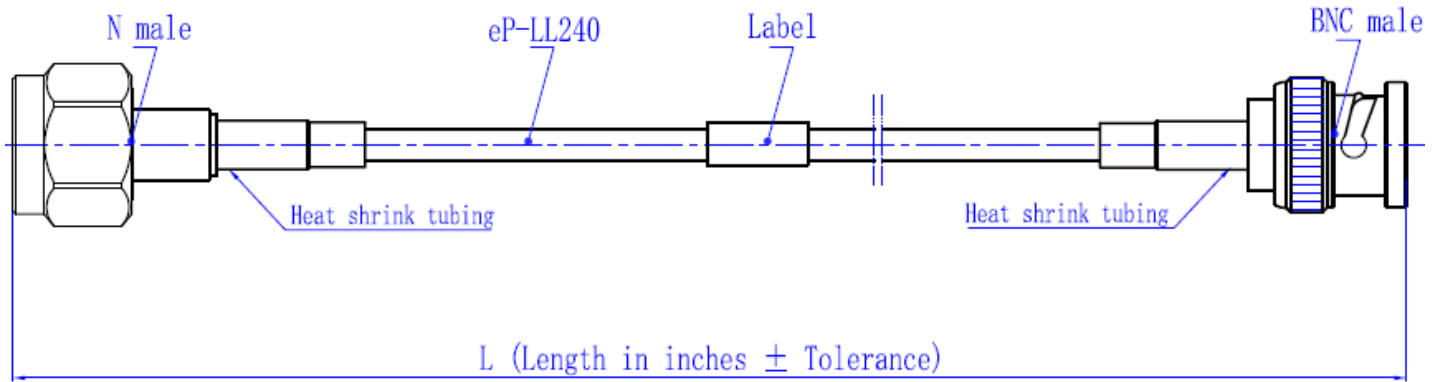 N male
eP-LL240
Label
BNC male
Heat shrink tubing
Heat shrink tubing
L (Length in inches ± Tolerance)